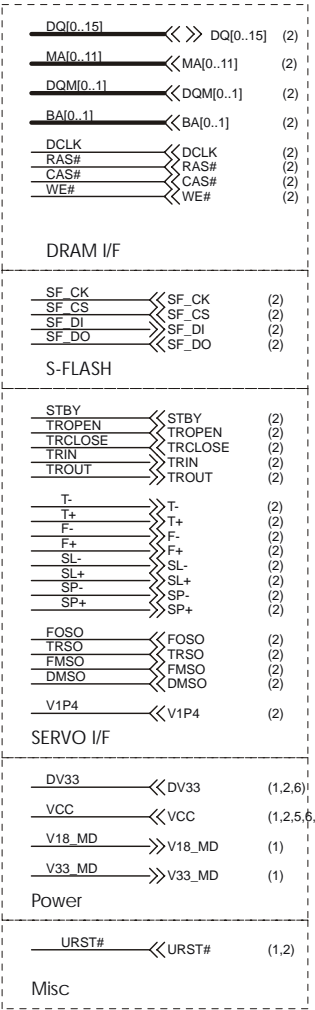 DQ[0..15] DQ[0..15] (2)
MA[0..11] MA[0..11] (2)
DQM[0..1] DQM[0..1] (2)
BA[0..1] BA[0..1] (2)
DCLK DCLK (2)
RAS# RAS# (2)
CAS# CAS# (2)
WE# WE# (2)
DRAM I/F
SF_CK SF_CK (2)
SF_CS SF_CS (2)
SF_DI SF_DI (2)
SF_DO SF_DO (2)
S-FLASH
STBY STBY (2)
TROPEN TROPEN (2)
TRCLOSE TRCLOSE (2)
TRIN TRIN (2)
TROUT TROUT (2)
T- T- (2)
T+ T+ (2)
F- F- (2)
F+ F+ (2)
SL- SL- (2)
SL+ SL+ (2)
SP- SP- (2)
SP+ SP+ (2)
FOSO FOSO (2)
TRSO TRSO (2)
FMSO FMSO (2)
DMSO DMSO (2)
V1P4 V1P4 (2)
SERVO I/F
DV33 DV33 (1,2,6)
VCC VCC (1,2,5,6,
V18_MD V18_MD (1)
V33_MD V33_MD (1)
Power
URST# URST# (1,2)
Misc